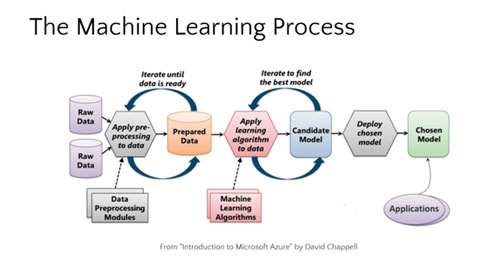 The Machine Learning Process
Iterate until
data is ready
Iterate to find
the best model
Raw
Data
Raw
Data
Apply pre-
processing
to data
Prepared
Data
Apply
learning
algorithm
to data
Candidate
Model
Deploy
chosen
model
Chosen
Model
Data
Preprocessing
Modules
Machine
Learning
Algorithms
Applications
From "Introduction to Microsoft Azure" by David Chappell